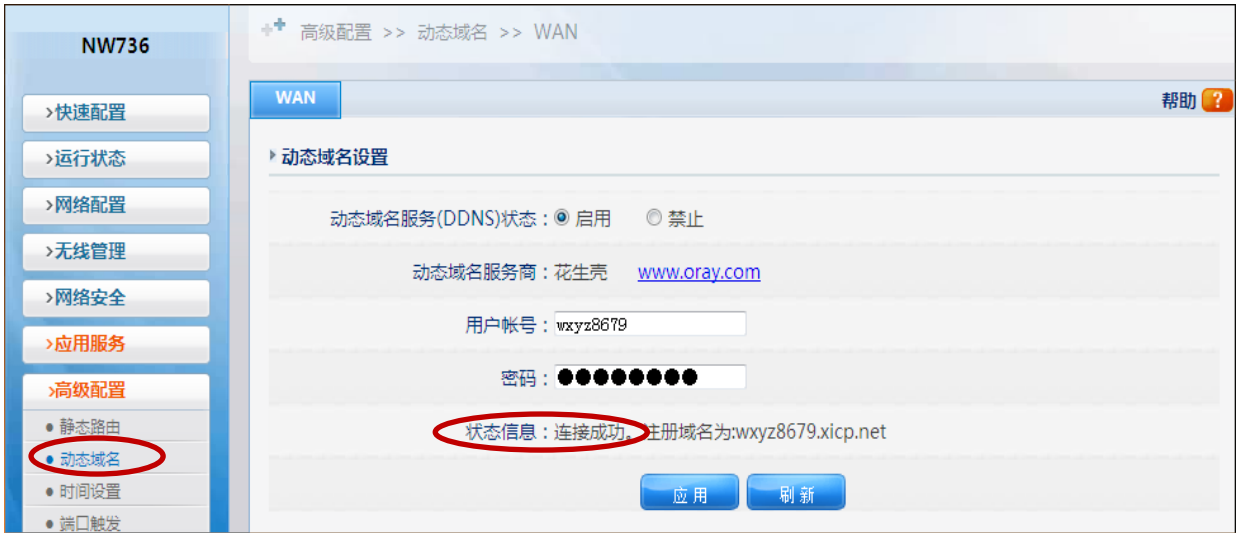 NW736
高级配置 >> 动态域名 >> WAN
WAN
帮助 ?
>快速配置
>运行状态
>网络配置
>无线管理
>网络安全
>应用服务
>高级配置
● 静态路由
● 动态域名
● 时间设置
● 端口触发
动态域名设置
动态域名服务(DDNS)状态：启用 禁止
动态域名服务商：花生壳 www.oray.com
用户帐号：wxyz8679
密码：●●●●●●●●
状态信息：连接成功。注册域名为:wxyz8679.xicp.net
应用 刷新